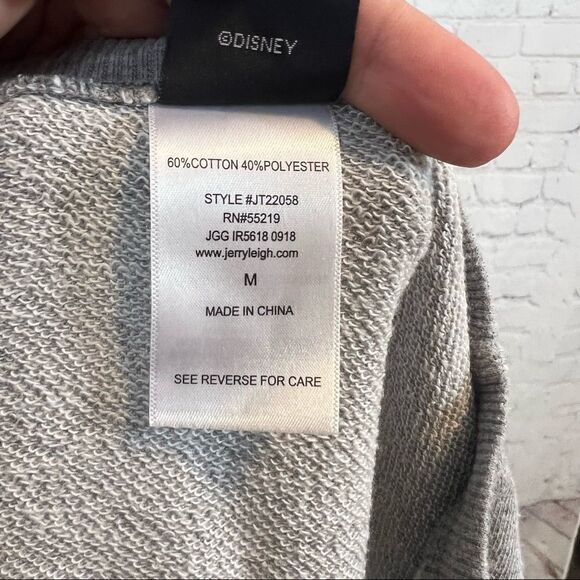 ©DISNEY
60%COTTON 40%POLYESTER
STYLE #JT22058
RN#55219
JGG IR5618 0918
www.jerryleigh.com
M
MADE IN CHINA
SEE REVERSE FOR CARE